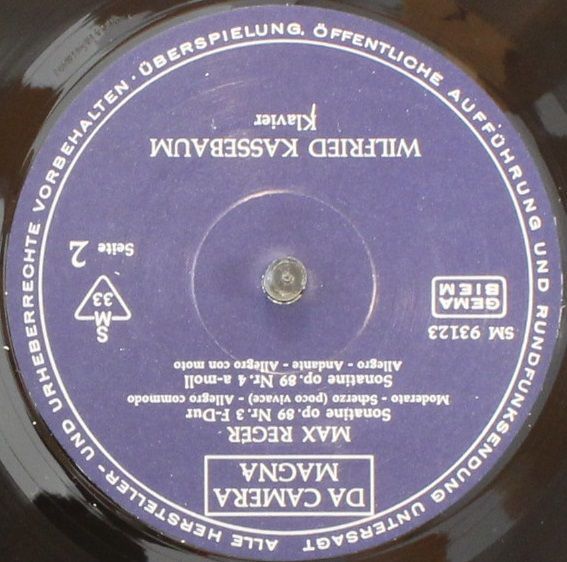 DA CAMERA
MAGNA
MAX REGER
Sonatine op. 89 Nr. 3 F-Dur
Moderato - Scherzo (poco vivace) - Allegro commodo
Sonatine op. 89 Nr. 4 a-moll
Allegro - Andante - Allegro con moto
SM 93123
GEMA
BIEM
S
M
33
Seite 2
WILFRIED KASSEBAUM
Klavier
ALLE HERSTELLER- UND URHEBERRECHTE VORBEHALTEN · ÜBERSPIELUNG, ÖFFENTLICHE AUFFÜHRUNG UND RUNDFUNKSENDUNG UNTERSAGT